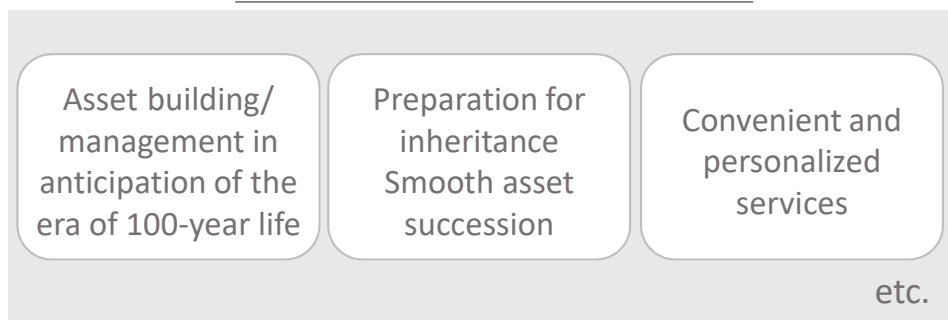 Asset building/
management in
anticipation of the
era of 100-year life
Preparation for
inheritance
Smooth asset
succession
Convenient and
personalized
services
etc.